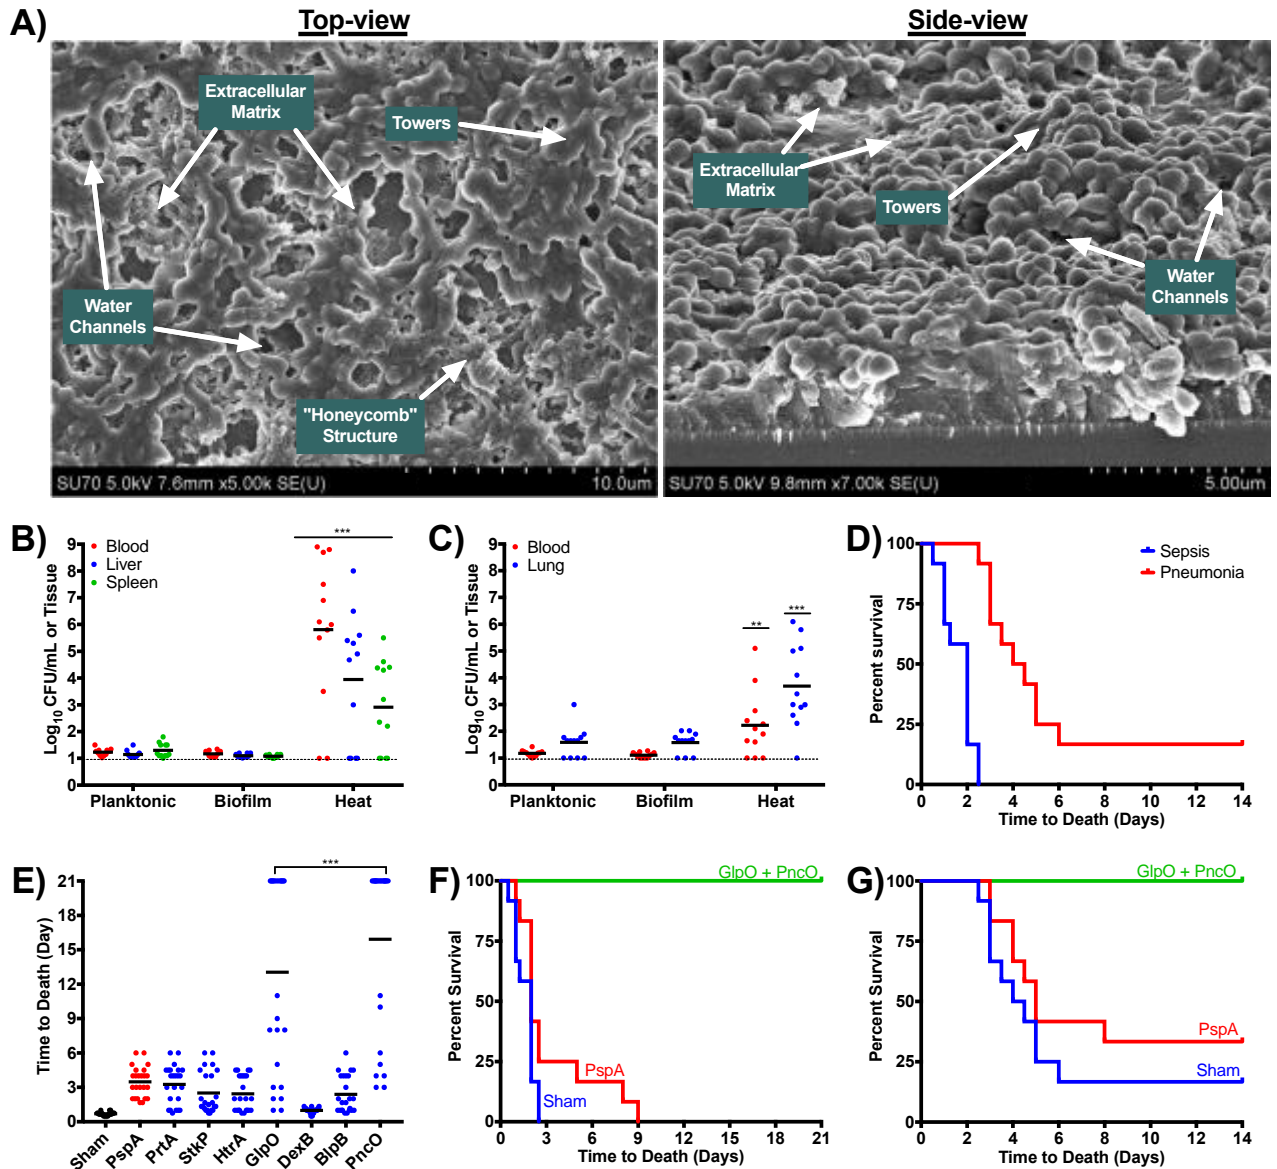 A)
Top-view
Side-view
Extracellular
Matrix
Towers
Water
Channels
"Honeycomb"
Structure
SU70 5.0kV 7.6mm x5.00k SE(U)
10.0um
Extracellular
Matrix
Towers
Water
Channels
SU70 5.0kV 9.8mm x7.00k SE(U)
5.00um
B)
Log10 CFU/mL or Tissue
9
8
7
6
5
4
3
2
1
0
Blood
Liver
Spleen
***
Planktonic
Biofilm
Heat
C)
Log10 CFU/mL or Tissue
9
8
7
6
5
4
3
2
1
0
Blood
Lung
**
***
Planktonic
Biofilm
Heat
D)
Percent survival
100
75
50
25
0
Sepsis
Pneumonia
0 2 4 6 8 10 12 14
Time to Death (Days)
E)
Time to Death (Day)
21
18
15
12
9
6
3
0
***
Sham
PspA
PrtA
StkP
HtrA
GlpO
DexB
BlpB
PncO
F)
Percent Survival
100
75
50
25
0
GlpO + PncO
PspA
Sham
0 3 6 9 12 15 18 21
Time to Death (Days)
G)
Percent Survival
100
75
50
25
0
GlpO + PncO
PspA
Sham
0 2 4 6 8 10 12 14
Time to Death (Days)